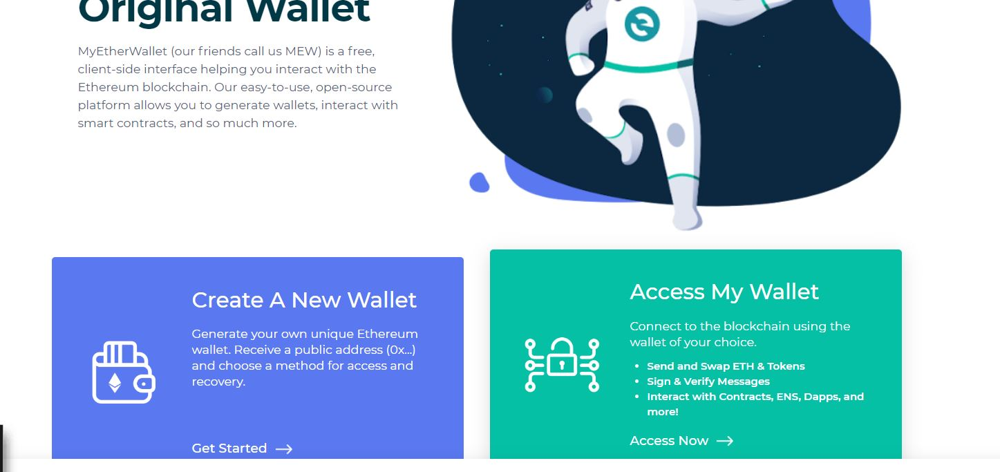 Original Wallet
MyEtherWallet (our friends call us MEW) is a free,
client-side interface helping you interact with the
Ethereum blockchain. Our easy-to-use, open-source
platform allows you to generate wallets, interact with
smart contracts, and so much more.
Create A New Wallet
Generate your own unique Ethereum
wallet. Receive a public address (0x...)
and choose a method for access and
recovery.
Get Started
Access My Wallet
Connect to the blockchain using the
wallet of your choice.
• Send and Swap ETH & Tokens
• Sign & Verify Messages
• Interact with Contracts, ENS, Dapps, and
more!
Access Now